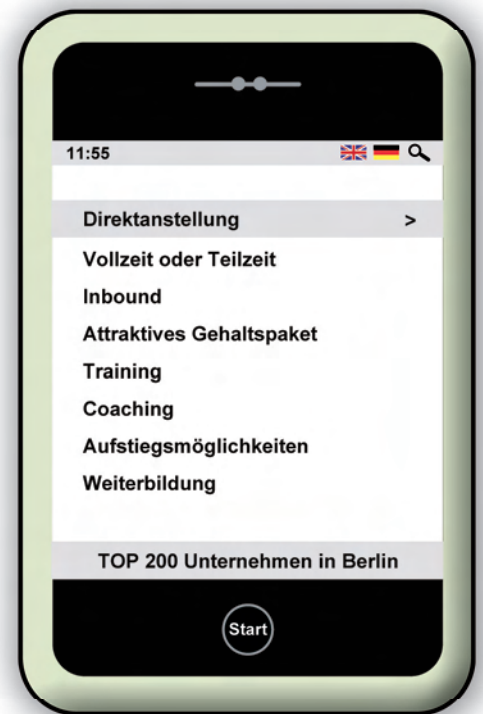 11:55
Direktanstellung >
Vollzeit oder Teilzeit
Inbound
Attraktives Gehaltspaket
Training
Coaching
Aufstiegsmöglichkeiten
Weiterbildung
TOP 200 Unternehmen in Berlin
Start